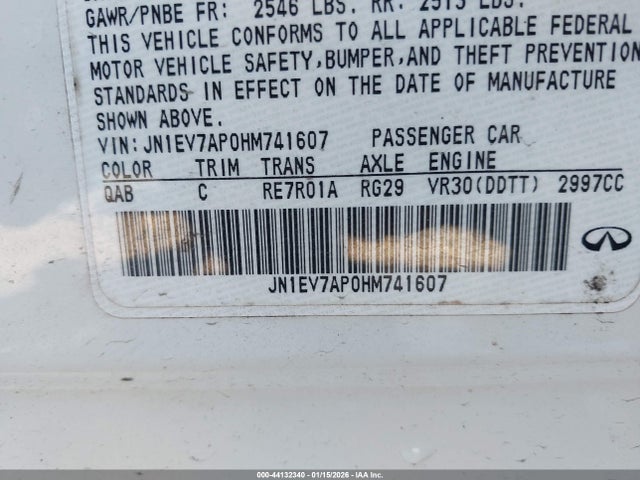 GAWR/PNBE FR: 2546 LBS. RR: 2913 LBS.
THIS VEHICLE CONFORMS TO ALL APPLICABLE FEDERAL
MOTOR VEHICLE SAFETY,BUMPER,AND THEFT PREVENTION
STANDARDS IN EFFECT ON THE DATE OF MANUFACTURE
SHOWN ABOVE.
VIN:JN1EV7AP0HM741607 PASSENGER CAR
COLOR TRIM TRANS AXLE ENGINE
QAB C RE7R01A RG29 VR30(DDTT) 2997CC
JN1EV7AP0HM741607
000-44132340 - 01/15/2026 - IAA Inc.